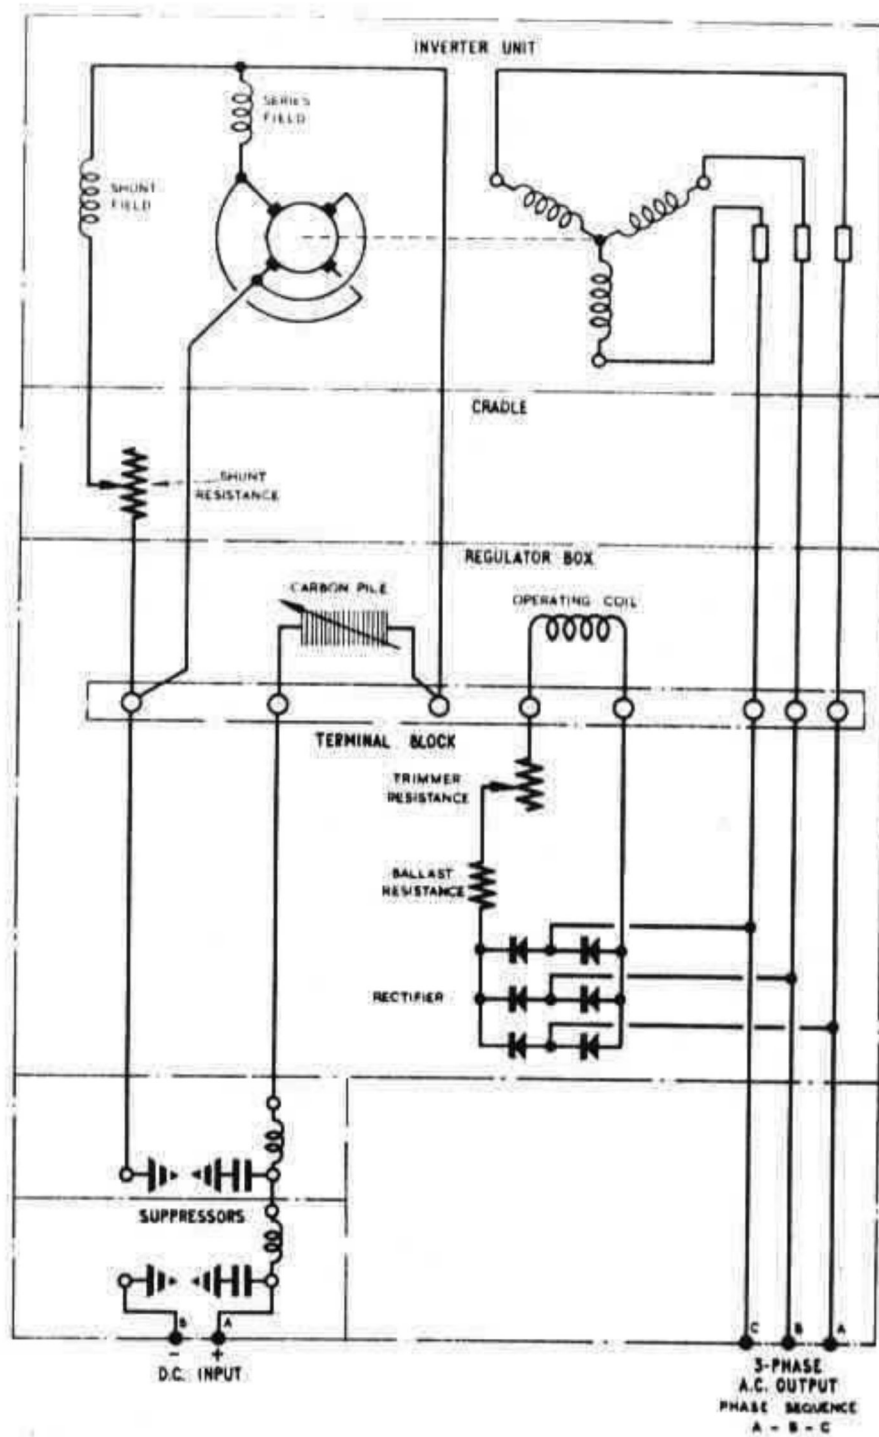 INVERTER UNIT
SERIES
FIELD
SHUNT
FIELD
CRADLE
SHUNT
RESISTANCE
REGULATOR BOX
CARBON PILE
OPERATING COIL
TERMINAL BLOCK
TRIMMER
RESISTANCE
BALLAST
RESISTANCE
RECTIFIER
SUPPRESSORS
B A
- +
D.C. INPUT
C B A
3-PHASE
A.C. OUTPUT
PHASE SEQUENCE
A - B - C